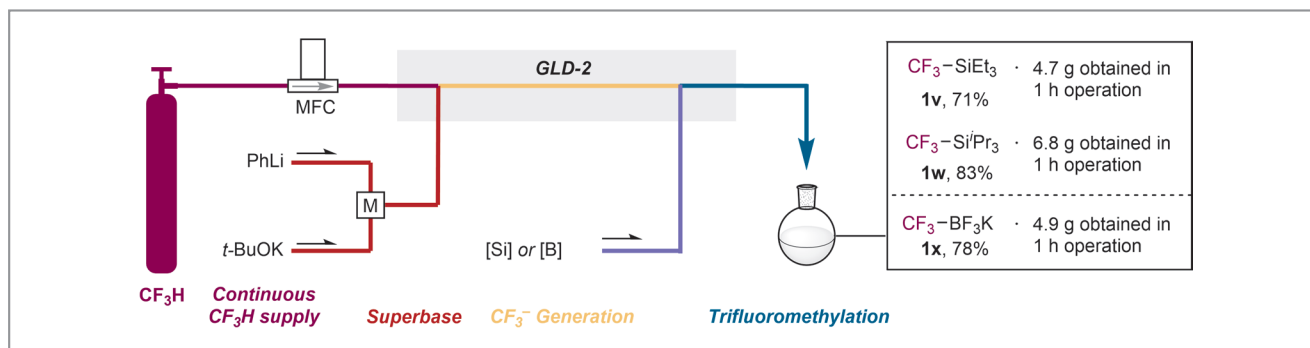 GLD-2
MFC
PhLi
M
t-BuOK
[Si] or [B]
CF₃H
Continuous
CF₃H supply
Superbase
CF₃⁻ Generation
Trifluoromethylation
CF₃–SiEt₃ · 4.7 g obtained in
1v, 71% 1 h operation
CF₃–SiⁱPr₃ · 6.8 g obtained in
1w, 83% 1 h operation
CF₃–BF₃K · 4.9 g obtained in
1x, 78% 1 h operation